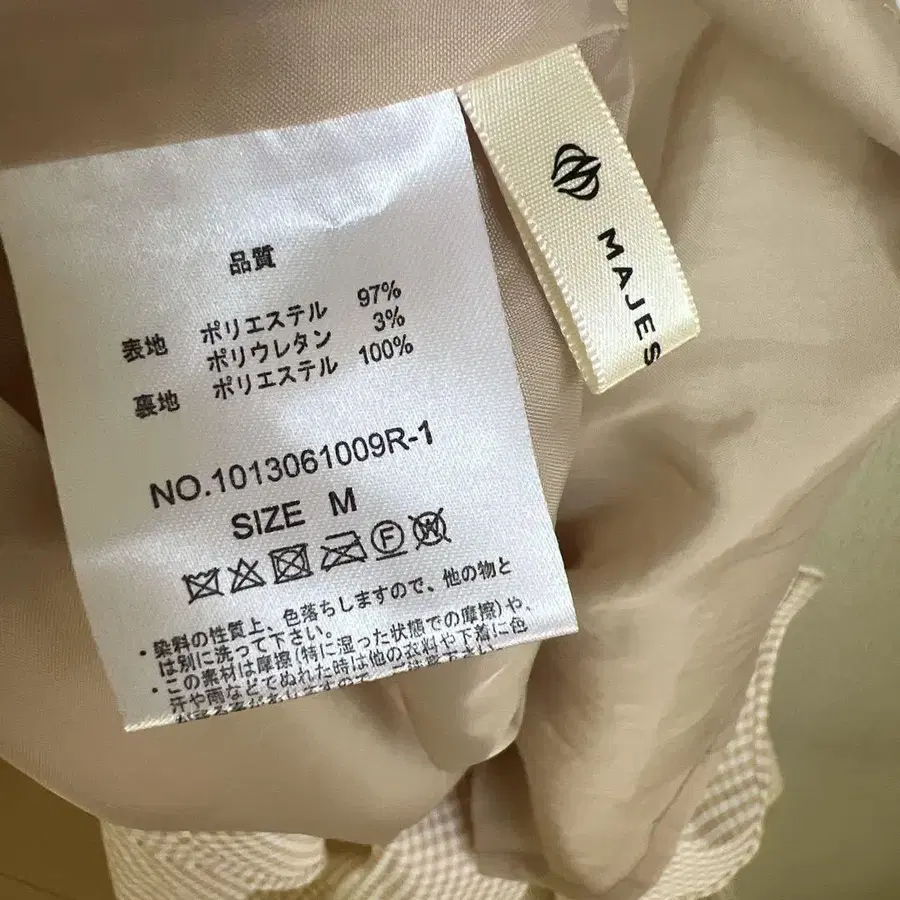 品質
表地 ポリエステル 97%
ポリウレタン 3%
裏地 ポリエステル 100%
NO.1013061009R-1
SIZE M
F W
・染料の性質上、色落ちしますので、他の物と
は別に洗って下さい。
・この素材は摩擦(特に湿った状態での摩擦)や、
汗や雨などでぬれた時は他の衣料や下着に色
MAJES